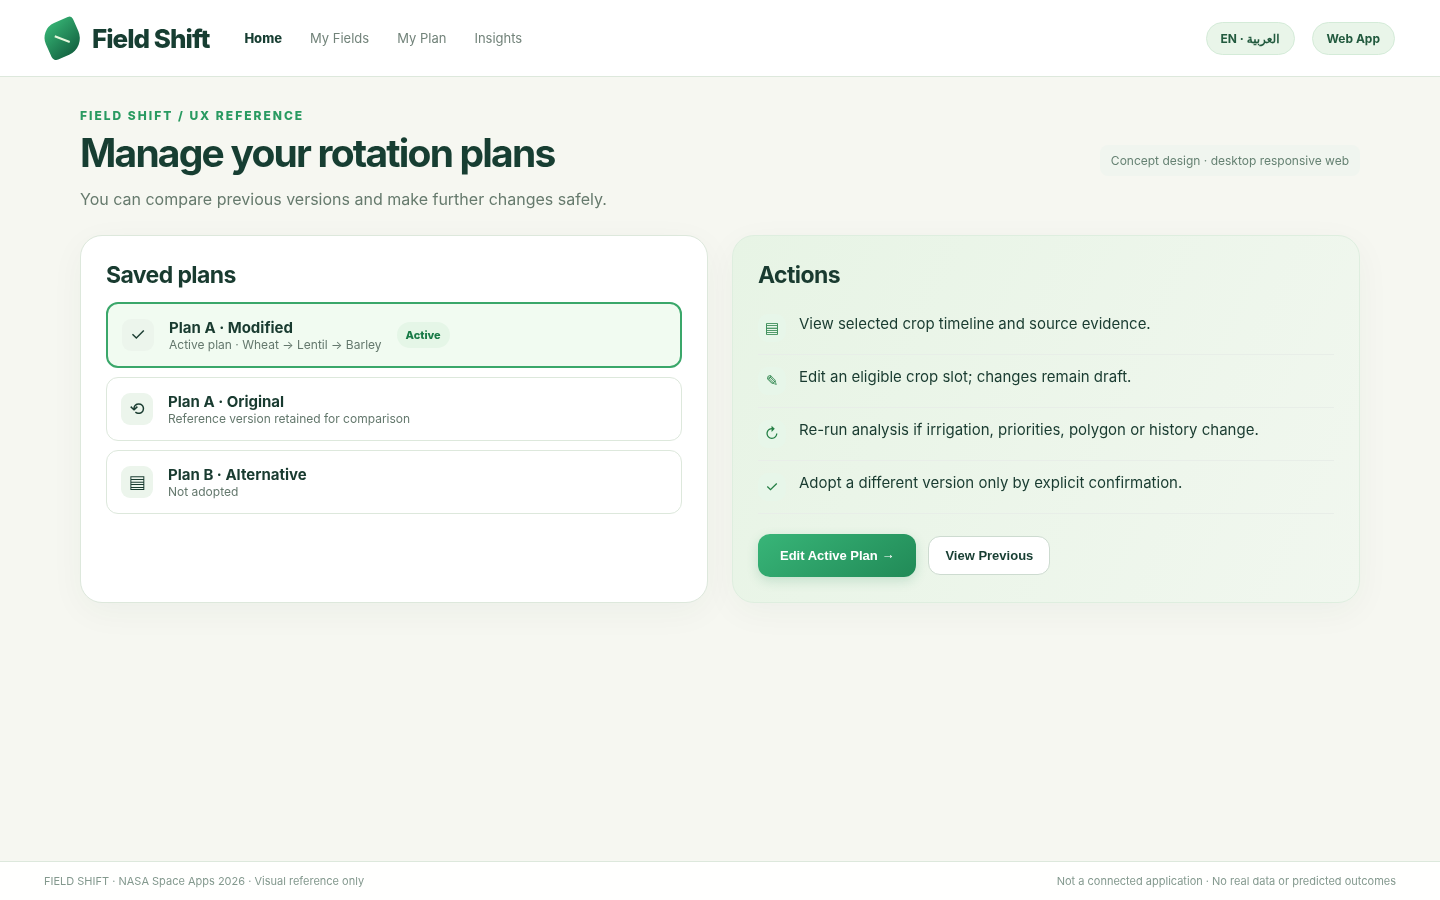 Field Shift
Home
My Fields
My Plan
Insights
EN · العربية
Web App
FIELD SHIFT / UX REFERENCE
Manage your rotation plans
Concept design · desktop responsive web
You can compare previous versions and make further changes safely.
Saved plans
Plan A · Modified
Active plan · Wheat → Lentil → Barley
Active
Plan A · Original
Reference version retained for comparison
Plan B · Alternative
Not adopted
Actions
View selected crop timeline and source evidence.
Edit an eligible crop slot; changes remain draft.
Re-run analysis if irrigation, priorities, polygon or history change.
Adopt a different version only by explicit confirmation.
Edit Active Plan →
View Previous
FIELD SHIFT · NASA Space Apps 2026 · Visual reference only
Not a connected application · No real data or predicted outcomes